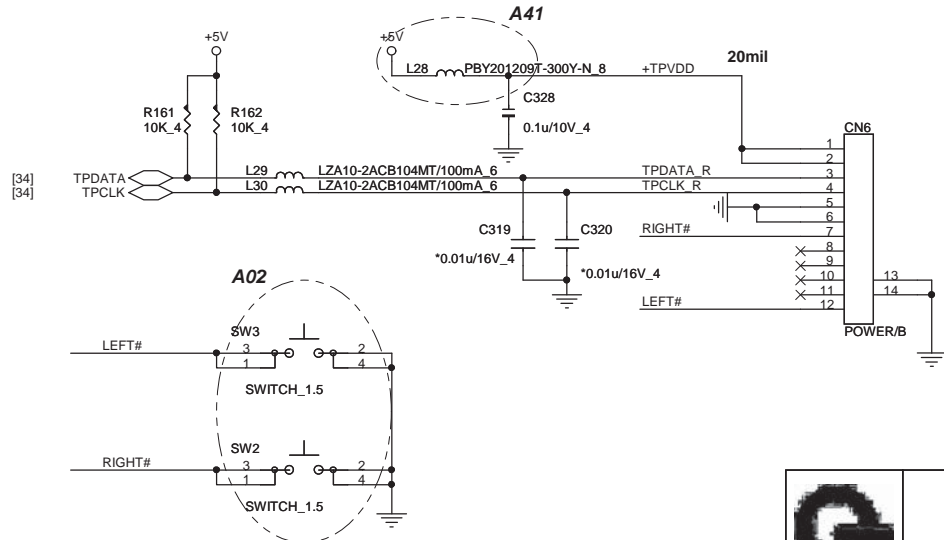 A41
+5V
+5V
20mil
L28
PBY201209T-300Y-N_8
+TPVDD
C328
0.1u/10V_4
R161
10K_4
R162
10K_4
CN6
1
2
[34]
TPDATA
L29
LZA10-2ACB104MT/100mA_6
TPDATA_R
3
[34]
TPCLK
L30
LZA10-2ACB104MT/100mA_6
TPCLK_R
4
5
6
C319
*0.01u/16V_4
C320
*0.01u/16V_4
RIGHT#
7
8
9
10
11
LEFT#
12
13
14
POWER/B
A02
SW3
LEFT#
3
1
2
4
SWITCH_1.5
SW2
RIGHT#
3
1
2
4
SWITCH_1.5